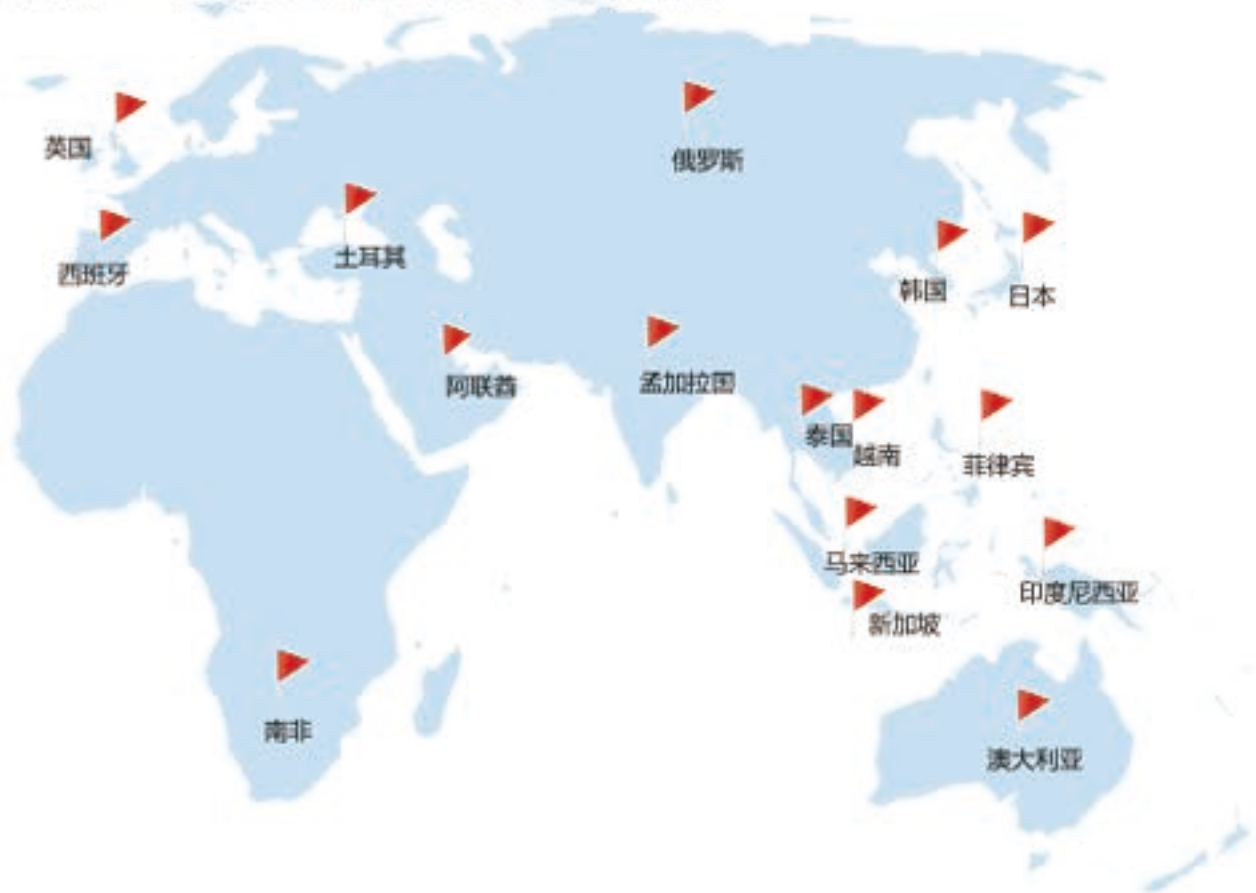 英国
俄罗斯
西班牙
土耳其
韩国
日本
阿联酋
孟加拉国
泰国
越南
菲律宾
马来西亚
印度尼西亚
新加坡
南非
澳大利亚